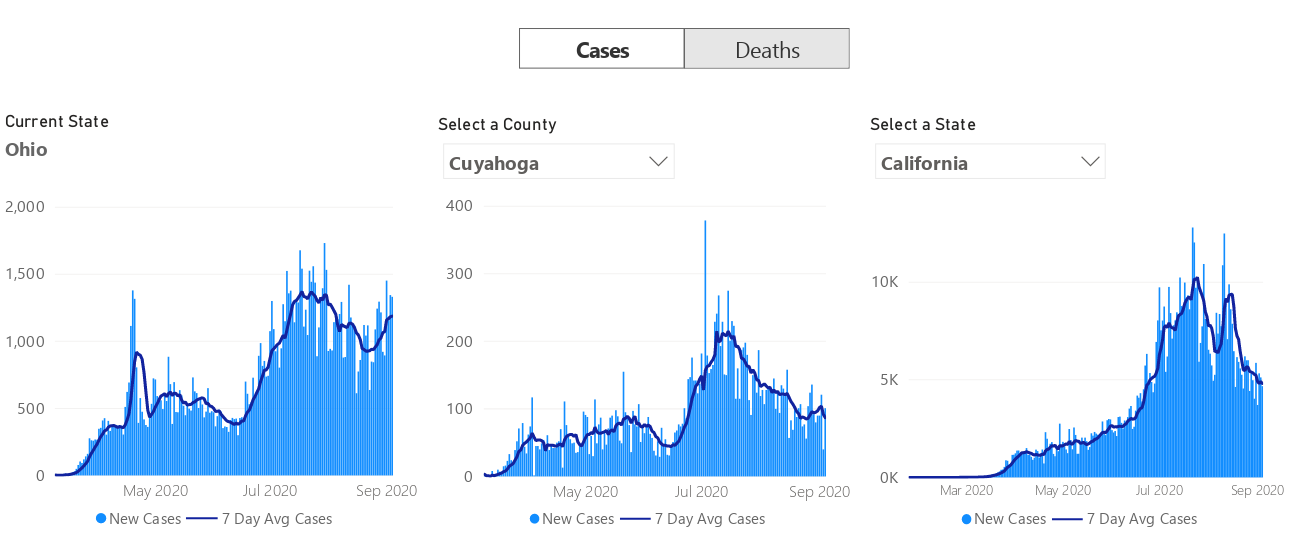 Cases Deaths
Current State
Ohio
Select a County
Cuyahoga
Select a State
California
2,000
1,500
1,000
500
0
May 2020 Jul 2020 Sep 2020
New Cases 7 Day Avg Cases
400
300
200
100
0
May 2020 Jul 2020 Sep 2020
New Cases 7 Day Avg Cases
10K
5K
0K
Mar 2020 May 2020 Jul 2020 Sep 2020
New Cases 7 Day Avg Cases